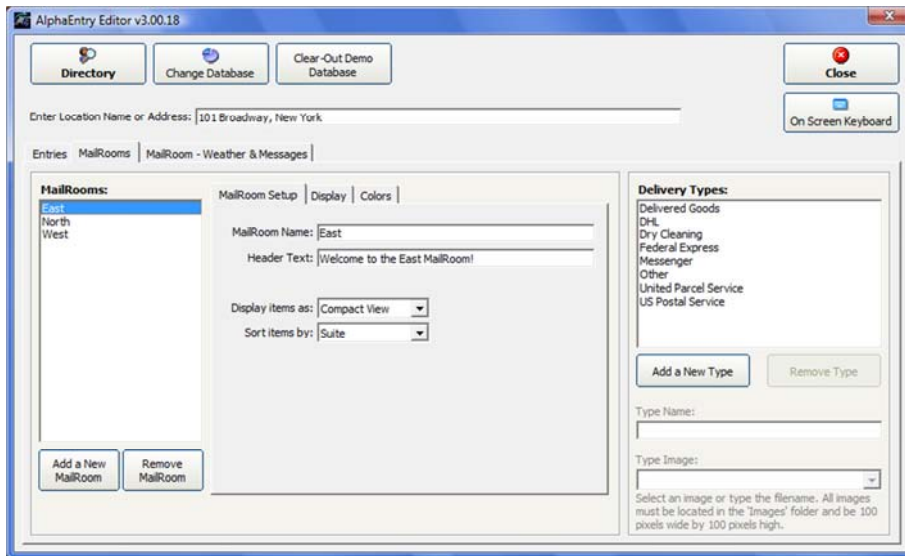 AlphaEntry Editor v3.00.18
Directory
Change Database
Clear-Out Demo
Database
Close
On Screen Keyboard
Enter Location Name or Address: 101 Broadway, New York
Entries
MailRooms
MailRoom - Weather & Messages
MailRooms:
East
North
West
Add a New
MailRoom
Remove
MailRoom
MailRoom Setup
Display
Colors
MailRoom Name: East
Header Text: Welcome to the East MailRoom!
Display items as: Compact View
Sort items by: Suite
Delivery Types:
Delivered Goods
DHL
Dry Cleaning
Federal Express
Messenger
Other
United Parcel Service
US Postal Service
Add a New Type
Remove Type
Type Name:
Type Image:
Select an image or type the filename. All images
must be located in the 'Images' folder and be 100
pixels wide by 100 pixels high.